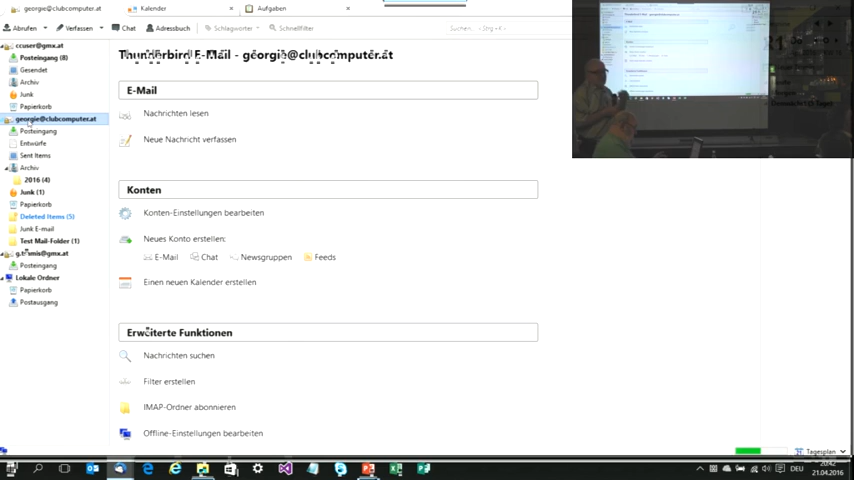 georgie@clubcomputer.at
Kalender
Aufgaben
Abrufen
Verfassen
Chat
Adressbuch
Schlagwörter
Schnellfilter
Suchen... <Strg+F>
ccuser@gmx.at
Posteingang (8)
Gesendet
Archiv
Junk
Papierkorb
georgie@clubcomputer.at
Posteingang
Entwürfe
Sent Items
Archiv
2016 (4)
Junk (1)
Papierkorb
Deleted Items (5)
Junk E-mail
Test Mail-Folder (1)
Posteingang
Lokale Ordner
Papierkorb
Postausgang
Thunderbird E-Mail - georgie@clubcomputer.at
E-Mail
Nachrichten lesen
Neue Nachricht verfassen
Konten
Konten-Einstellungen bearbeiten
Neues Konto erstellen:
E-Mail Chat Newsgruppen Feeds
Einen neuen Kalender erstellen
Erweiterte Funktionen
Nachrichten suchen
Filter erstellen
IMAP-Ordner abonnieren
Offline-Einstellungen bearbeiten
Tagesplan
DEU
20:42
21.04.2016